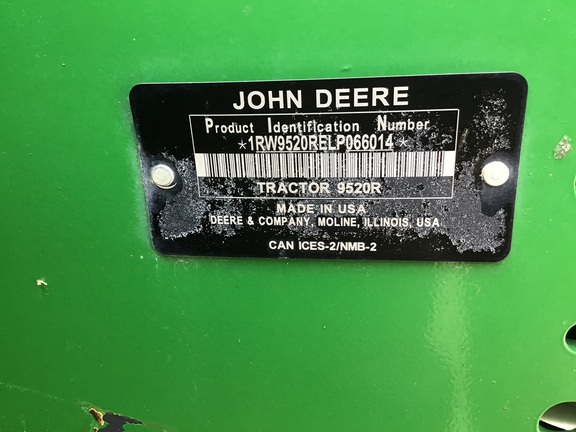 JOHN DEERE
Product Identification Number
*1RW9520RELP066014*
TRACTOR 9520R
MADE IN USA
DEERE & COMPANY, MOLINE, ILLINOIS, USA
CAN ICES-2/NMB-2